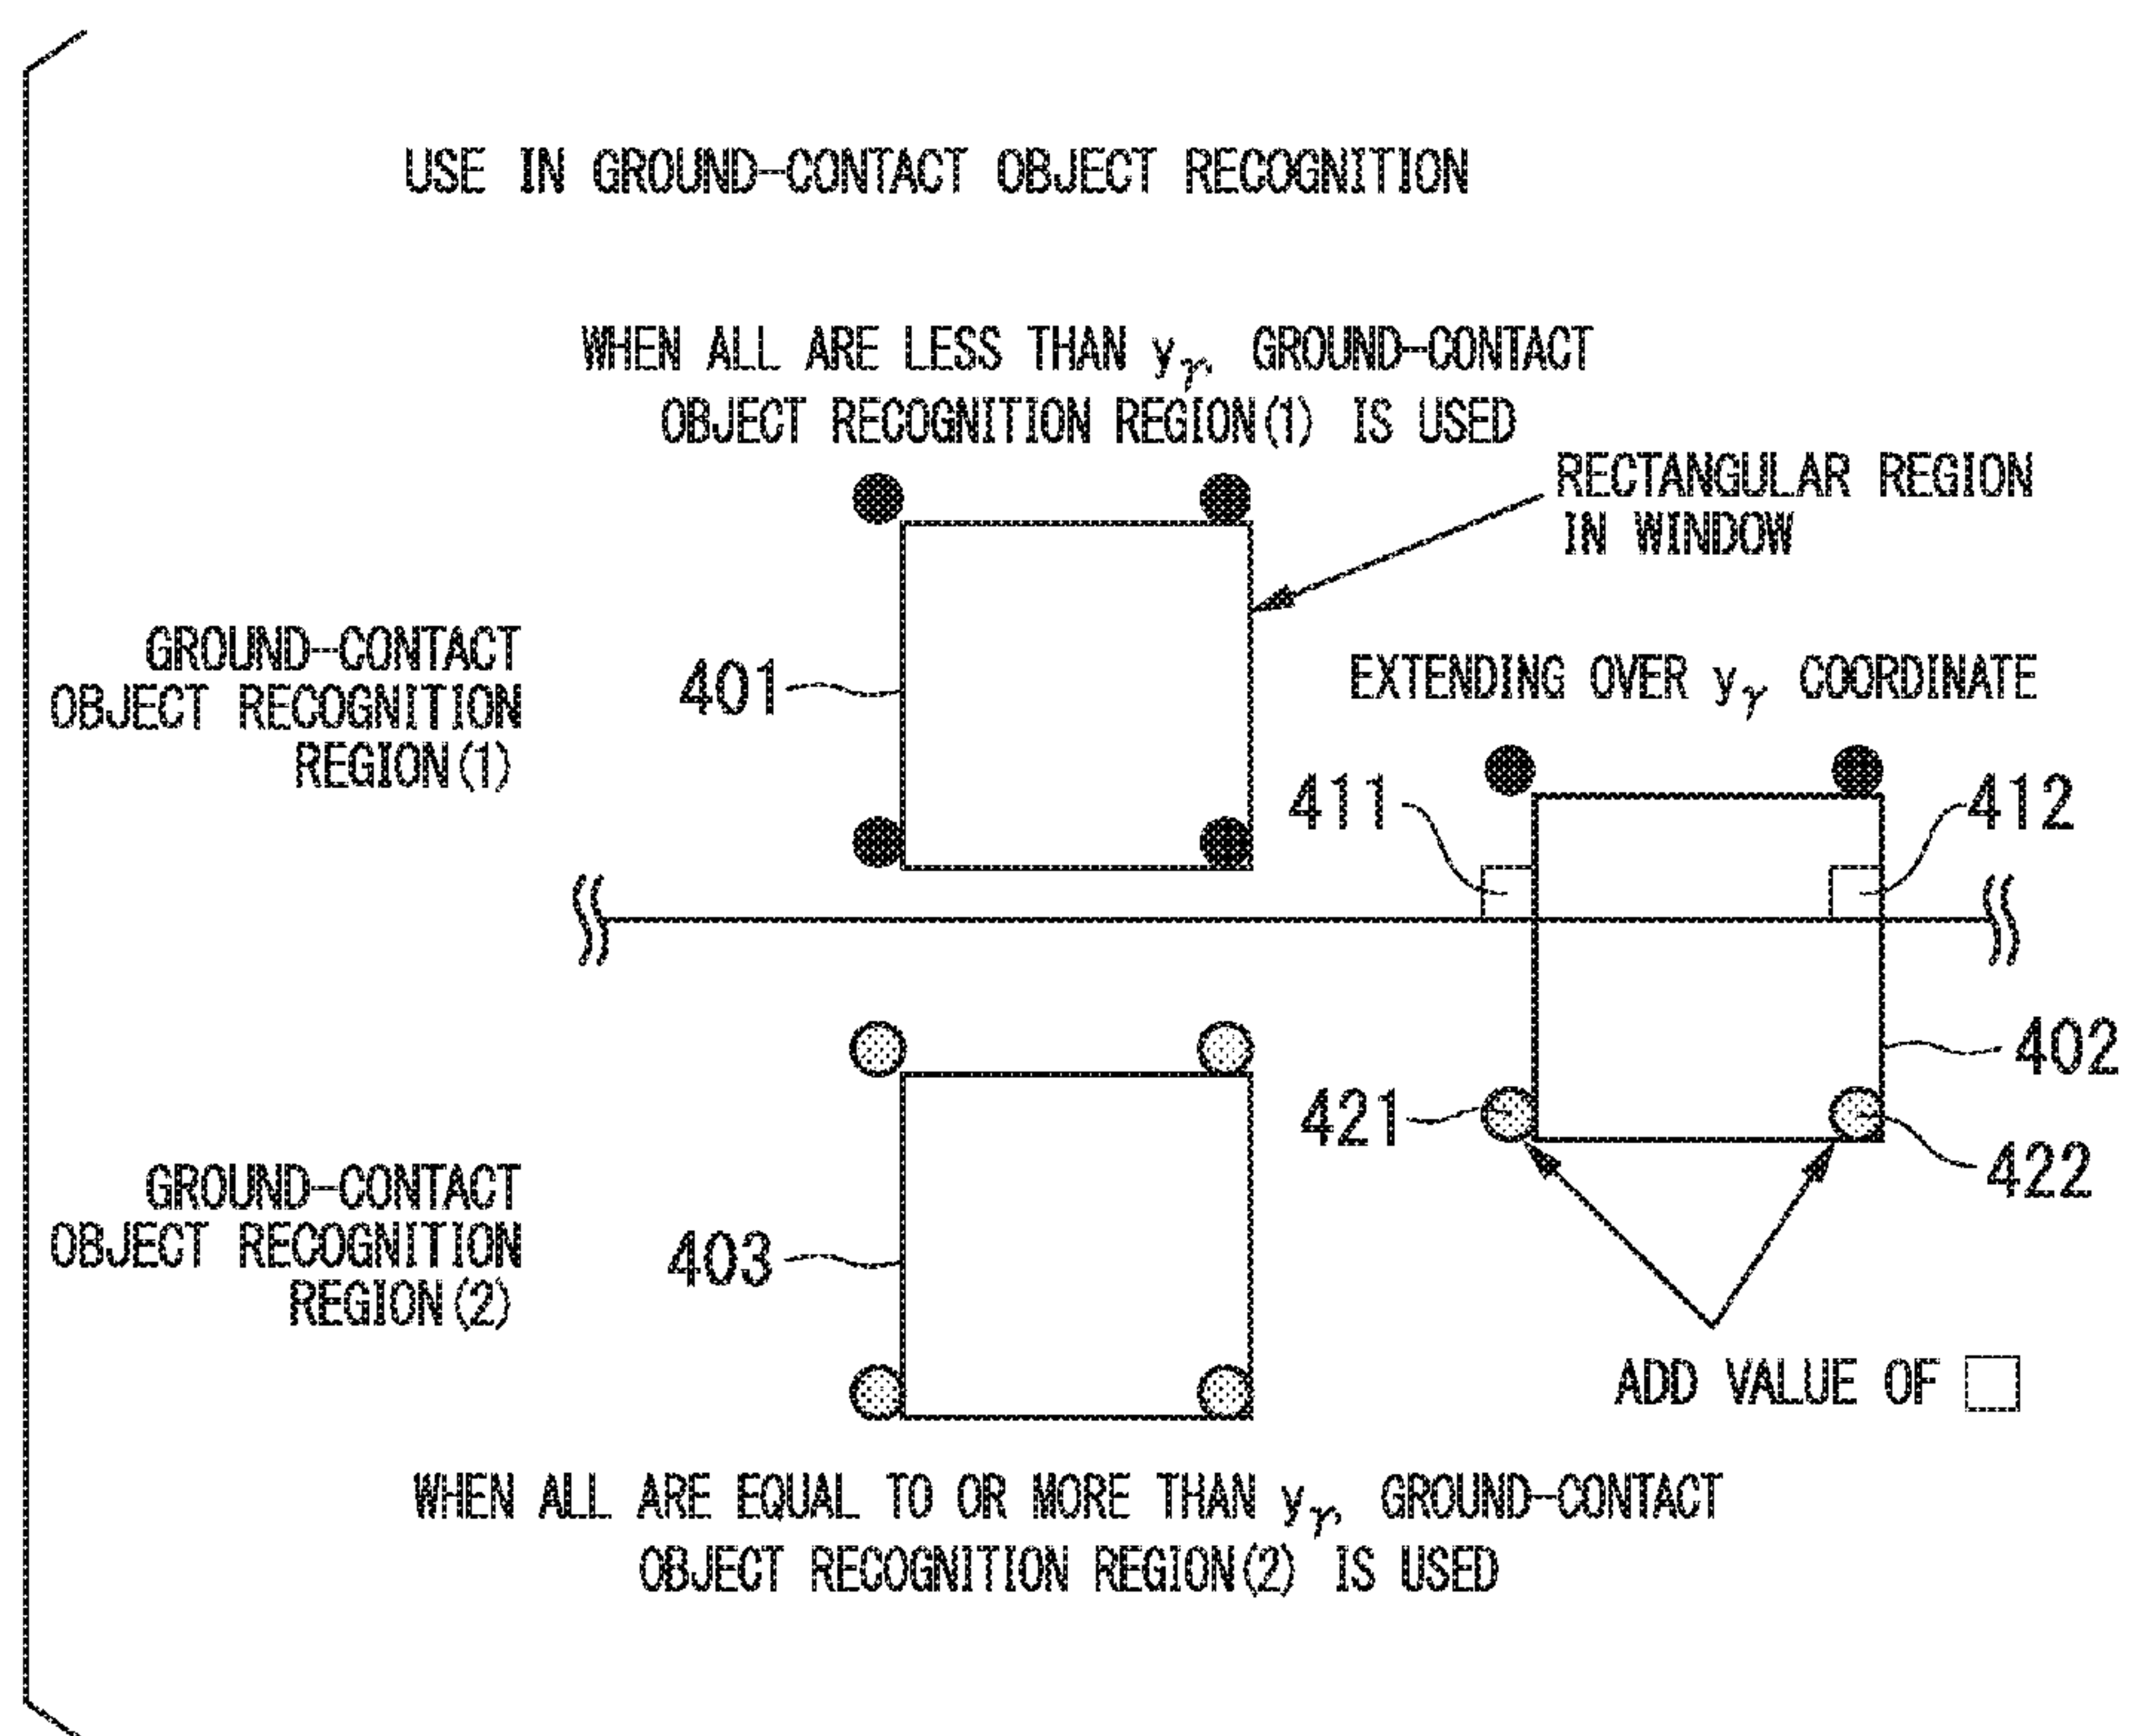 USE IN GROUND-CONTACT OBJECT RECOGNITION
WHEN ALL ARE LESS THAN yγ, GROUND-CONTACT
OBJECT RECOGNITION REGION(1) IS USED
RECTANGULAR REGION
IN WINDOW
GROUND-CONTACT
OBJECT RECOGNITION
REGION(1)
401
EXTENDING OVER yγ COORDINATE
411
412
402
421
422
GROUND-CONTACT
OBJECT RECOGNITION
REGION(2)
403
ADD VALUE OF □
WHEN ALL ARE EQUAL TO OR MORE THAN yγ, GROUND-CONTACT
OBJECT RECOGNITION REGION(2) IS USED